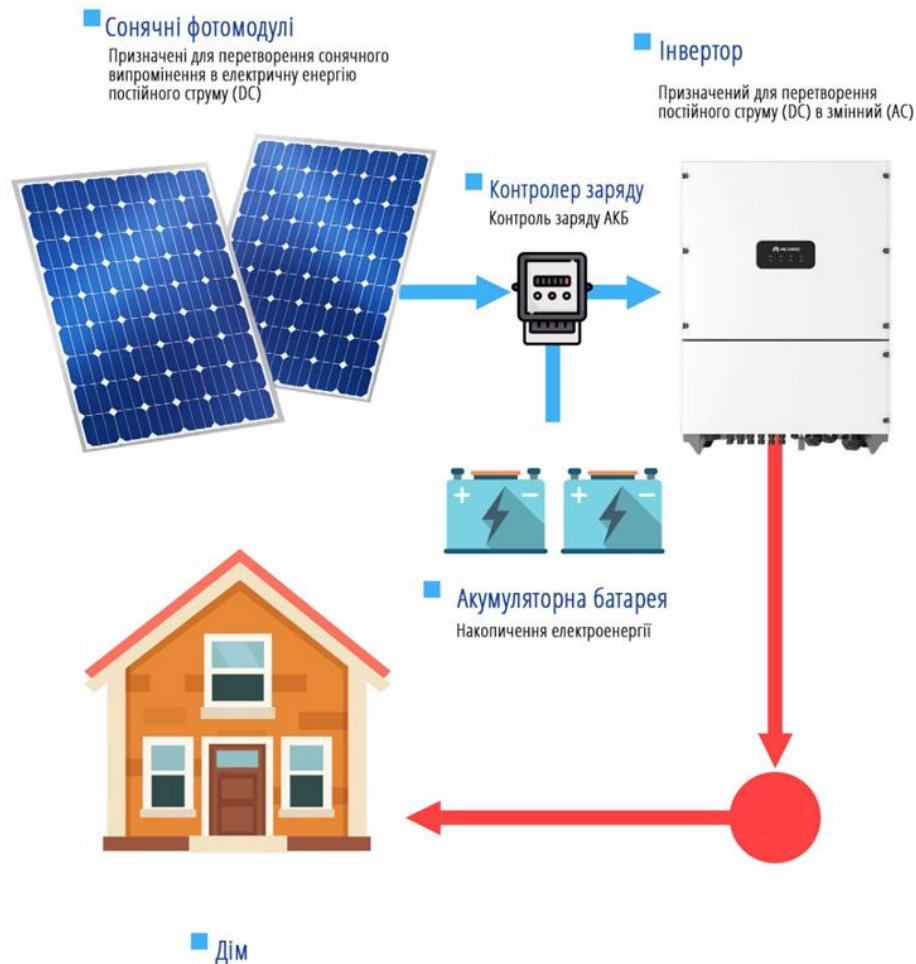 Сонячні фотомодулі
Призначені для перетворення сонячного
випромінення в електричну енергію
постійного струму (DC)
Інвертор
Призначений для перетворення
постійного струму (DC) в змінний (AC)
Контролер заряду
Контроль заряду АКБ
Акумуляторна батарея
Накопичення електроенергії
Дім